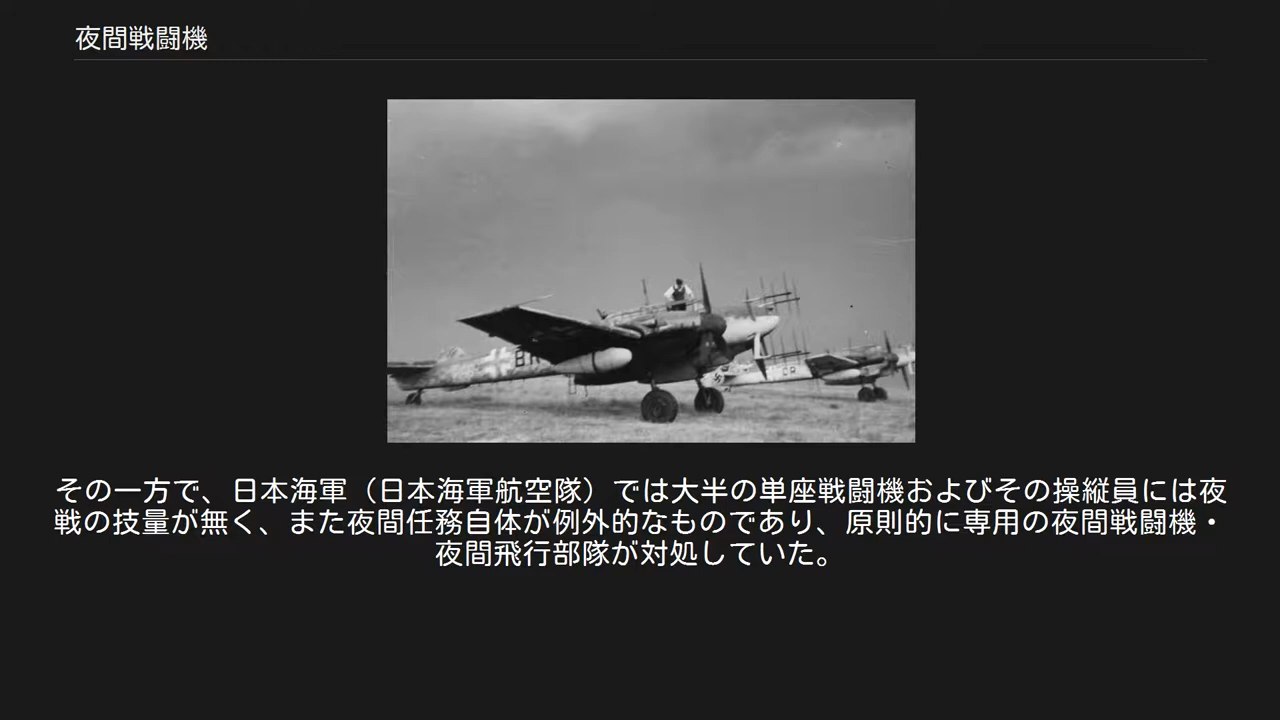 夜間戦闘機
その一方で、日本海軍（日本海軍航空隊）では大半の単座戦闘機およびその操縦員には夜
戦の技量が無く、また夜間任務自体が例外的なものであり、原則的に専用の夜間戦闘機・
夜間飛行部隊が対処していた。